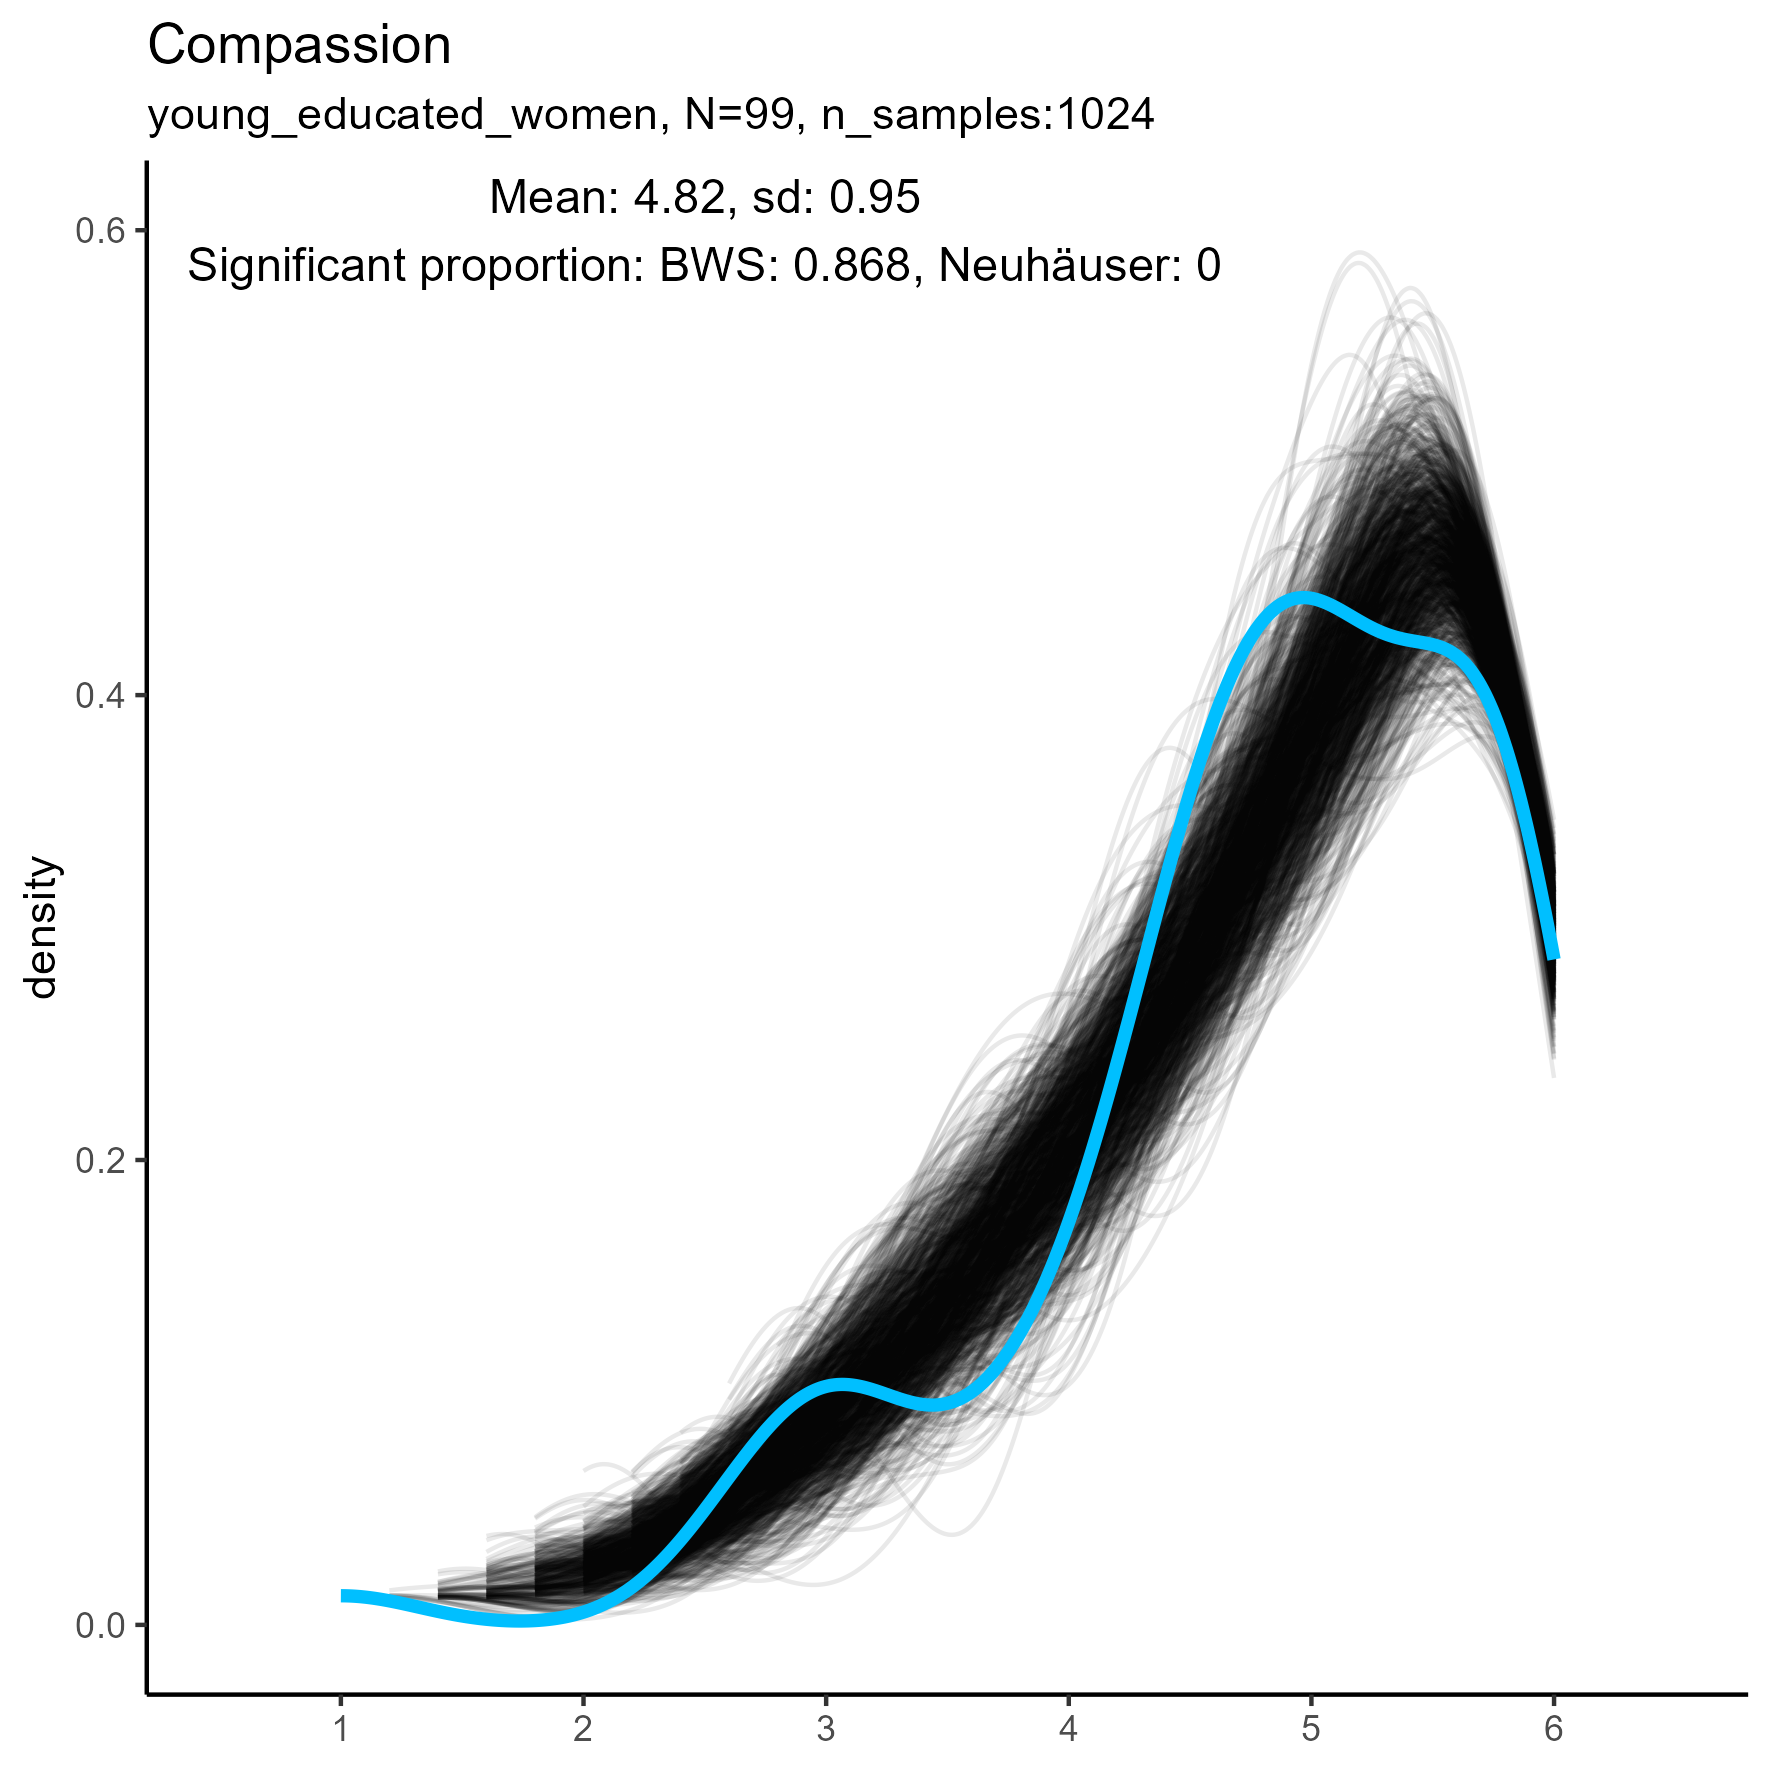 Compassion
young_educated_women, N=99, n_samples:1024
Mean: 4.82, sd: 0.95
Significant proportion: BWS: 0.868, Neuhäuser: 0
0.6
0.4
0.2
0.0
density
1 2 3 4 5 6